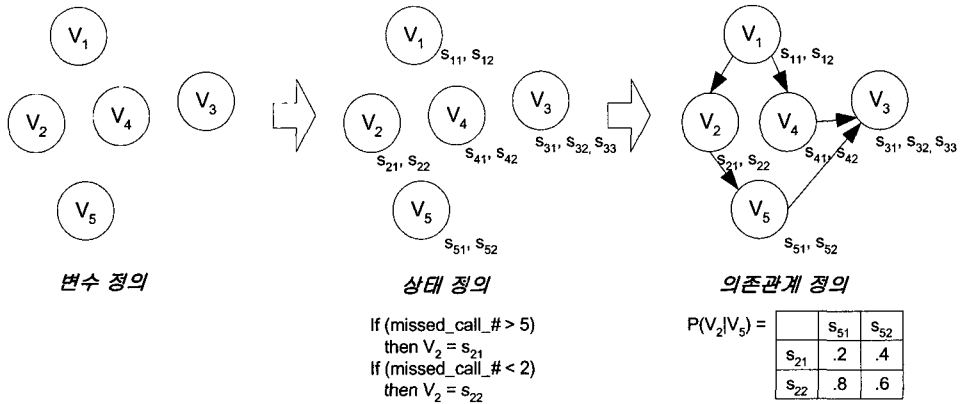 V1
V2
V4
V3
V5
변수 정의
V1
s11, s12
V2
s21, s22
V4
s41, s42
V3
s31, s32, s33
V5
s51, s52
상태 정의
If (missed_call_# > 5)
then V2 = s21
If (missed_call_# < 2)
then V2 = s22
V1
s11, s12
V2
s21, s22
V4
s41, s42
V3
s31, s32, s33
V5
s51, s52
의존관계 정의
P(V2|V5) =
s51 s52
s21 .2 .4
s22 .8 .6